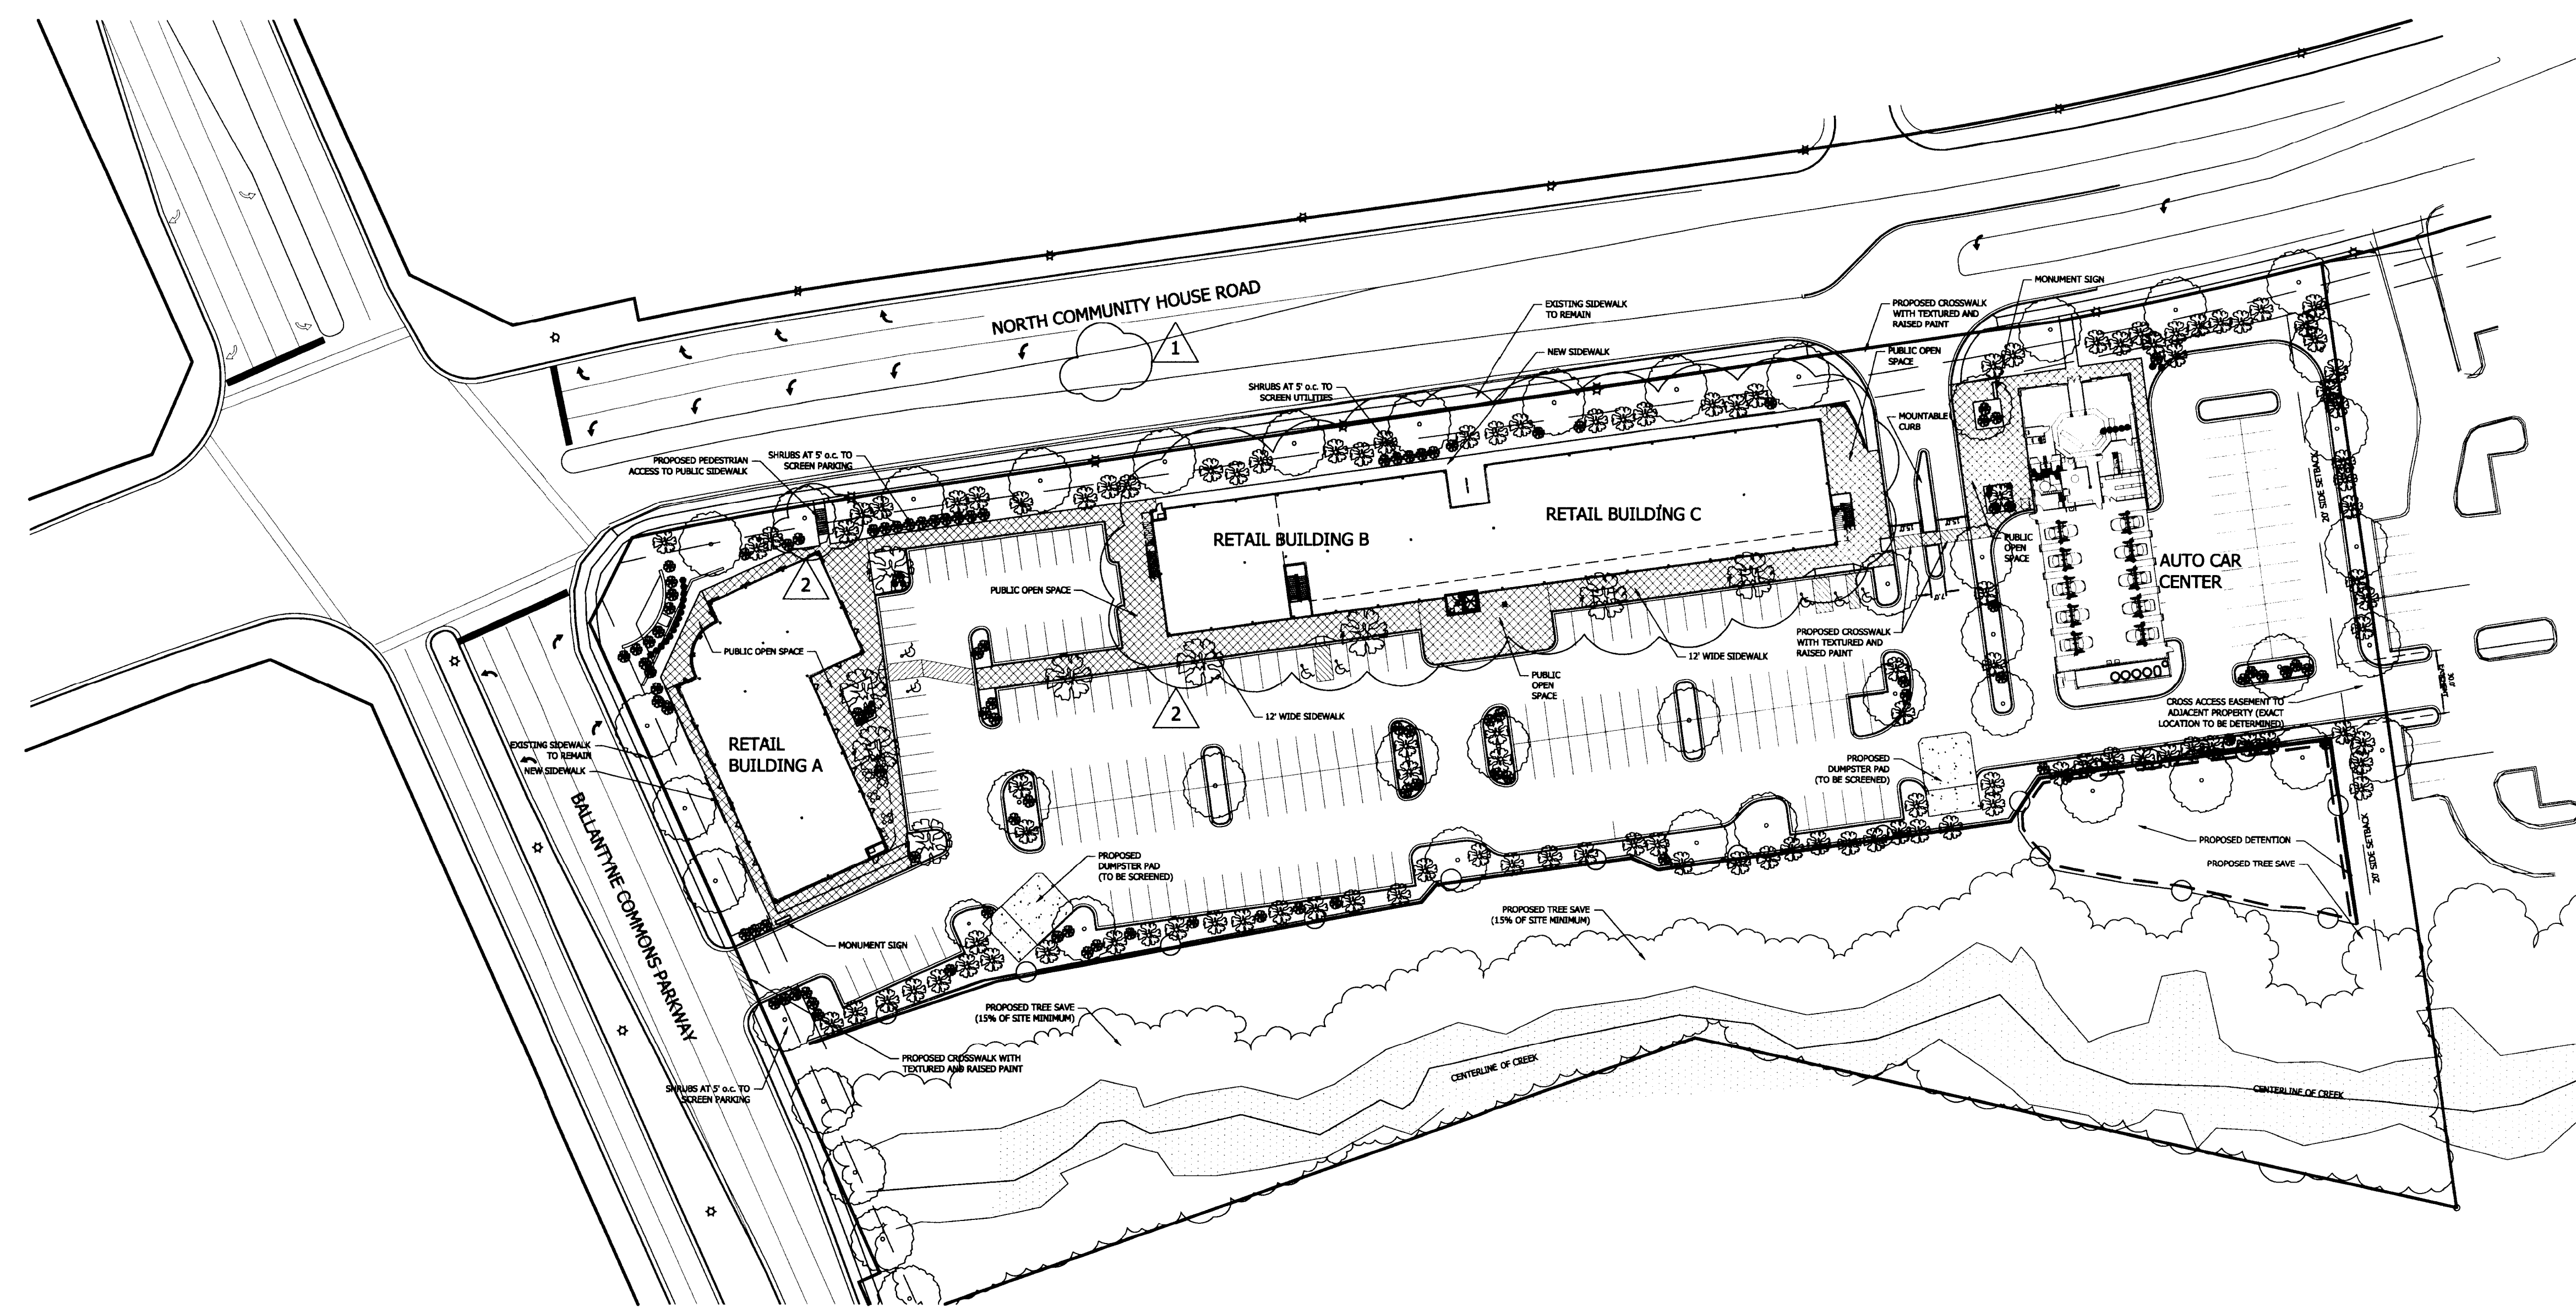 NORTH COMMUNITY HOUSE ROAD
1
MONUMENT SIGN
EXISTING SIDEWALK
TO REMAIN
PROPOSED CROSSWALK
WITH TEXTURED AND
RAISED PAINT
NEW SIDEWALK
PUBLIC OPEN
SPACE
SHRUBS AT 5' o.c. TO
SCREEN UTILITIES
MOUNTABLE
CURB
PROPOSED PEDESTRIAN
ACCESS TO PUBLIC SIDEWALK
SHRUBS AT 5' o.c. TO
SCREEN PARKING
20' SIDE SETBACK
RETAIL BUILDING C
RETAIL BUILDING B
15.0'
15.0'
PUBLIC
OPEN
SPACE
AUTO CAR
CENTER
2
PUBLIC OPEN SPACE
7.0'
PROPOSED CROSSWALK
WITH TEXTURED AND
RAISED PAINT
PUBLIC OPEN SPACE
12' WIDE SIDEWALK
PUBLIC
OPEN
SPACE
2
12' WIDE SIDEWALK
30.0'
CROSS ACCESS EASEMENT TO
ADJACENT PROPERTY (EXACT
LOCATION TO BE DETERMINED)
EXISTING SIDEWALK
TO REMAIN
NEW SIDEWALK
RETAIL
BUILDING A
PROPOSED
DUMPSTER PAD
(TO BE SCREENED)
BALLANTYNE COMMONS PARKWAY
PROPOSED
DUMPSTER PAD
(TO BE SCREENED)
PROPOSED DETENTION
PROPOSED TREE SAVE
20' SIDE SETBACK
PROPOSED TREE SAVE
(15% OF SITE MINIMUM)
MONUMENT SIGN
PROPOSED TREE SAVE
(15% OF SITE MINIMUM)
PROPOSED CROSSWALK WITH
TEXTURED AND RAISED PAINT
SHRUBS AT 5' o.c. TO
SCREEN PARKING
CENTERLINE OF CREEK
CENTERLINE OF CREEK